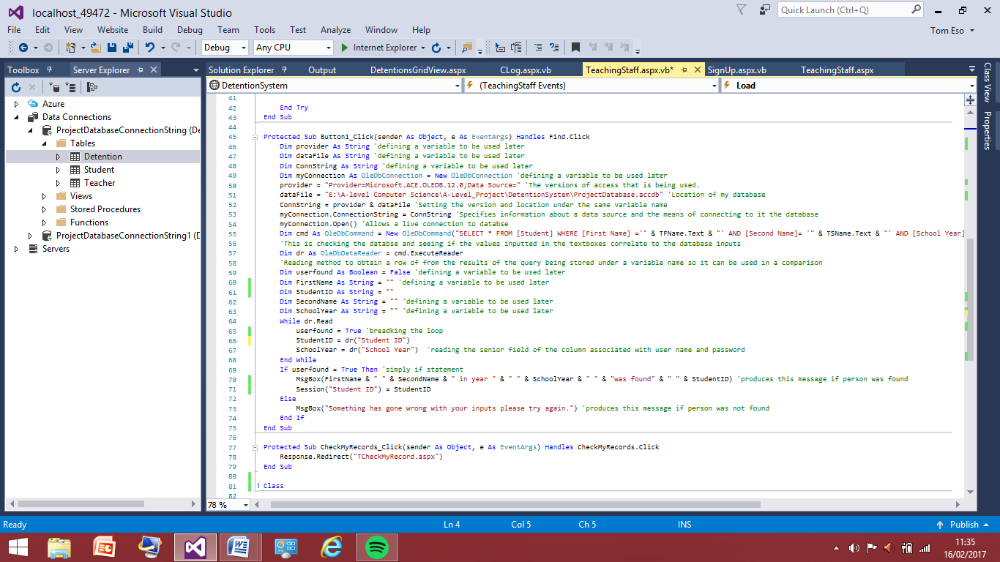 localhost_49472 - Microsoft Visual Studio
Quick Launch (Ctrl+Q)
File Edit View Website Build Debug Team Tools Test Analyze Window Help
Tom Eso
Debug Any CPU Internet Explorer
Toolbox Server Explorer Solution Explorer Output DetentionsGridView.aspx CLog.aspx.vb TeachingStaff.aspx.vb* SignUp.aspx.vb TeachingStaff.aspx
DetentionSystem (TeachingStaff Events) Load
Azure
Data Connections
ProjectDatabaseConnectionString (De
Tables
Detention
Student
Teacher
Views
Stored Procedures
Functions
ProjectDatabaseConnectionString1 (D
Servers
41
42 End Try
43 End Sub
44
45 Protected Sub Button1_Click(sender As Object, e As EventArgs) Handles Find.Click
46 Dim provider As String 'defining a variable to be used later
47 Dim dataFile As String 'defining a variable to be used later
48 Dim ConnString As String 'defining a variable to be used later
49 Dim myConnection As OleDbConnection = New OleDbConnection 'defining a variable to be used later
50 provider = "Provider=Microsoft.ACE.OLEDB.12.0;Data Source=" 'The versions of access that is being used.
51 dataFile = "E:\A-level Computer Science\A-Level_Project\DetentionSystem\ProjectDatabase.accdb" 'Location of my database
52 ConnString = provider & dataFile 'Setting the version and location under the same variable name
53 myConnection.ConnectionString = ConnString 'Specifies information about a data source and the means of connecting to it the database
54 myConnection.Open() 'Allows a live connection to databse
55 Dim cmd As OleDbCommand = New OleDbCommand("SELECT * FROM [Student] WHERE [First Name] ='" & TFName.Text & "' AND [Second Name]= '" & TSName.Text & "' AND [School Year]
56 'This is checking the databse and seeing if the values inputted in the textboxes correlate to the database inputs
57 Dim dr As OleDbDataReader = cmd.ExecuteReader
58 'Reading method to obtain a row of from the results of the query being stored under a variable name so it can be used in a comparison
59 Dim userfound As Boolean = False 'defining a variable to be used later
60 Dim FirstName As String = "" 'defining a variable to be used later
61 Dim StudentID As String = ""
62 Dim SecondName As String = "" 'defining a variable to be used later
63 Dim SchoolYear As String = "" 'defining a variable to be used later
64 While dr.Read
65 userfound = True 'breadking the loop
66 StudentID = dr("Student ID")
67 SchoolYear = dr("School Year") 'reading the senior field of the column associated with user name and password
68 End While
69 If userfound = True Then 'simply if statement
70 MsgBox(FirstName & " " & SecondName & " in year " & " " & SchoolYear & " " & "was found" & " " & StudentID) 'produces this message if person was found
71 Session("Student ID") = StudentID
72 Else
73 MsgBox("Something has gone wrong with your inputs please try again.") 'produces this message if person was not found
74 End If
75 End Sub
76
77 Protected Sub CheckMyRecords_Click(sender As Object, e As EventArgs) Handles CheckMyRecords.Click
78 Response.Redirect("TCheckMyRecord.aspx")
79 End Sub
80
81 Class
82
78 %
Class View
Properties
Ready Ln 4 Col 5 Ch 5 INS Publish
11:35
16/02/2017